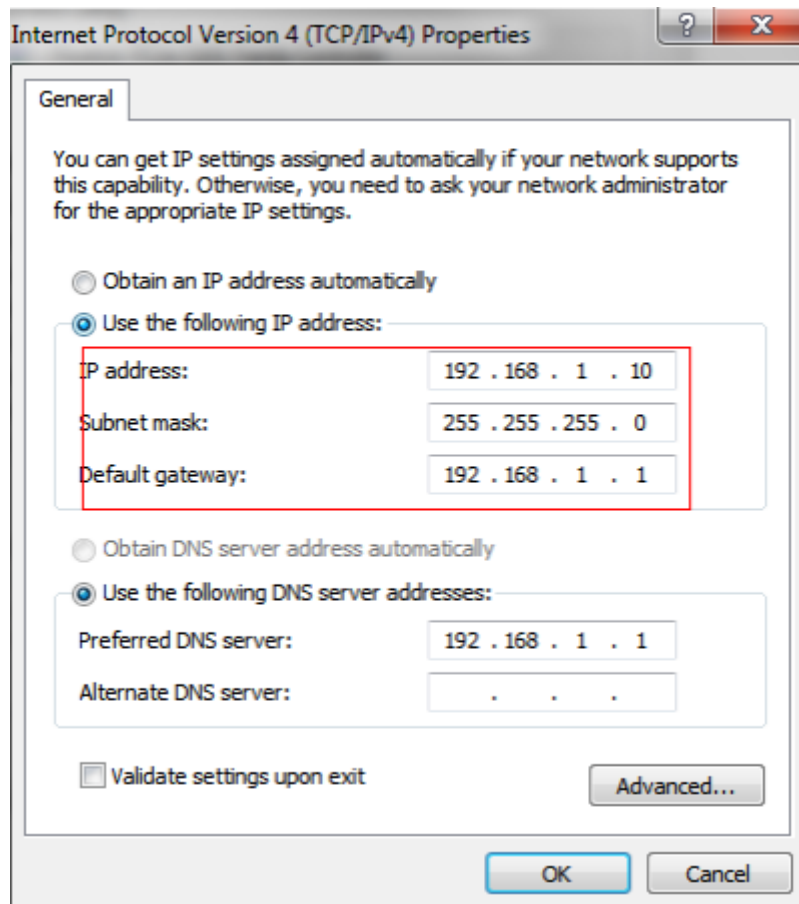 Internet Protocol Version 4 (TCP/IPv4) Properties
General
You can get IP settings assigned automatically if your network supports
this capability. Otherwise, you need to ask your network administrator
for the appropriate IP settings.
Obtain an IP address automatically
Use the following IP address:
IP address: 192 . 168 . 1 . 10
Subnet mask: 255 . 255 . 255 . 0
Default gateway: 192 . 168 . 1 . 1
Obtain DNS server address automatically
Use the following DNS server addresses:
Preferred DNS server: 192 . 168 . 1 . 1
Alternate DNS server: . . .
Validate settings upon exit
Advanced...
OK Cancel